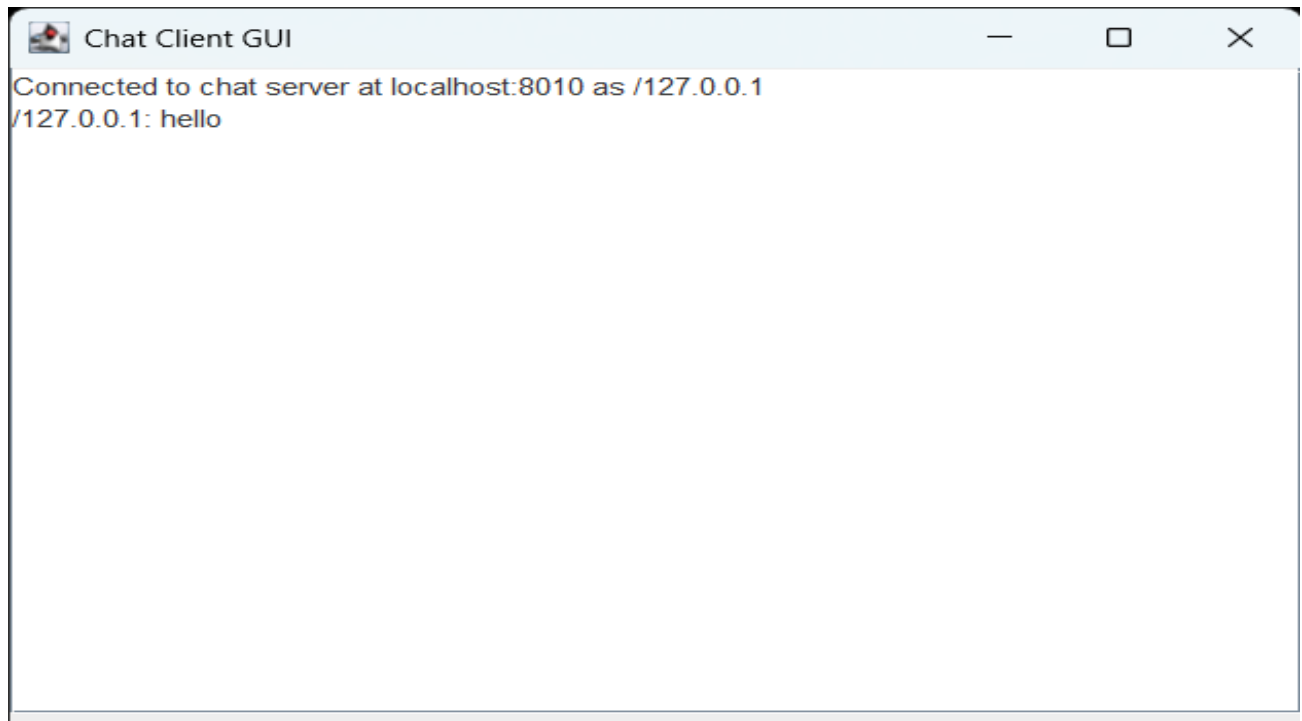 Chat Client GUI
Connected to chat server at localhost:8010 as /127.0.0.1
/127.0.0.1: hello